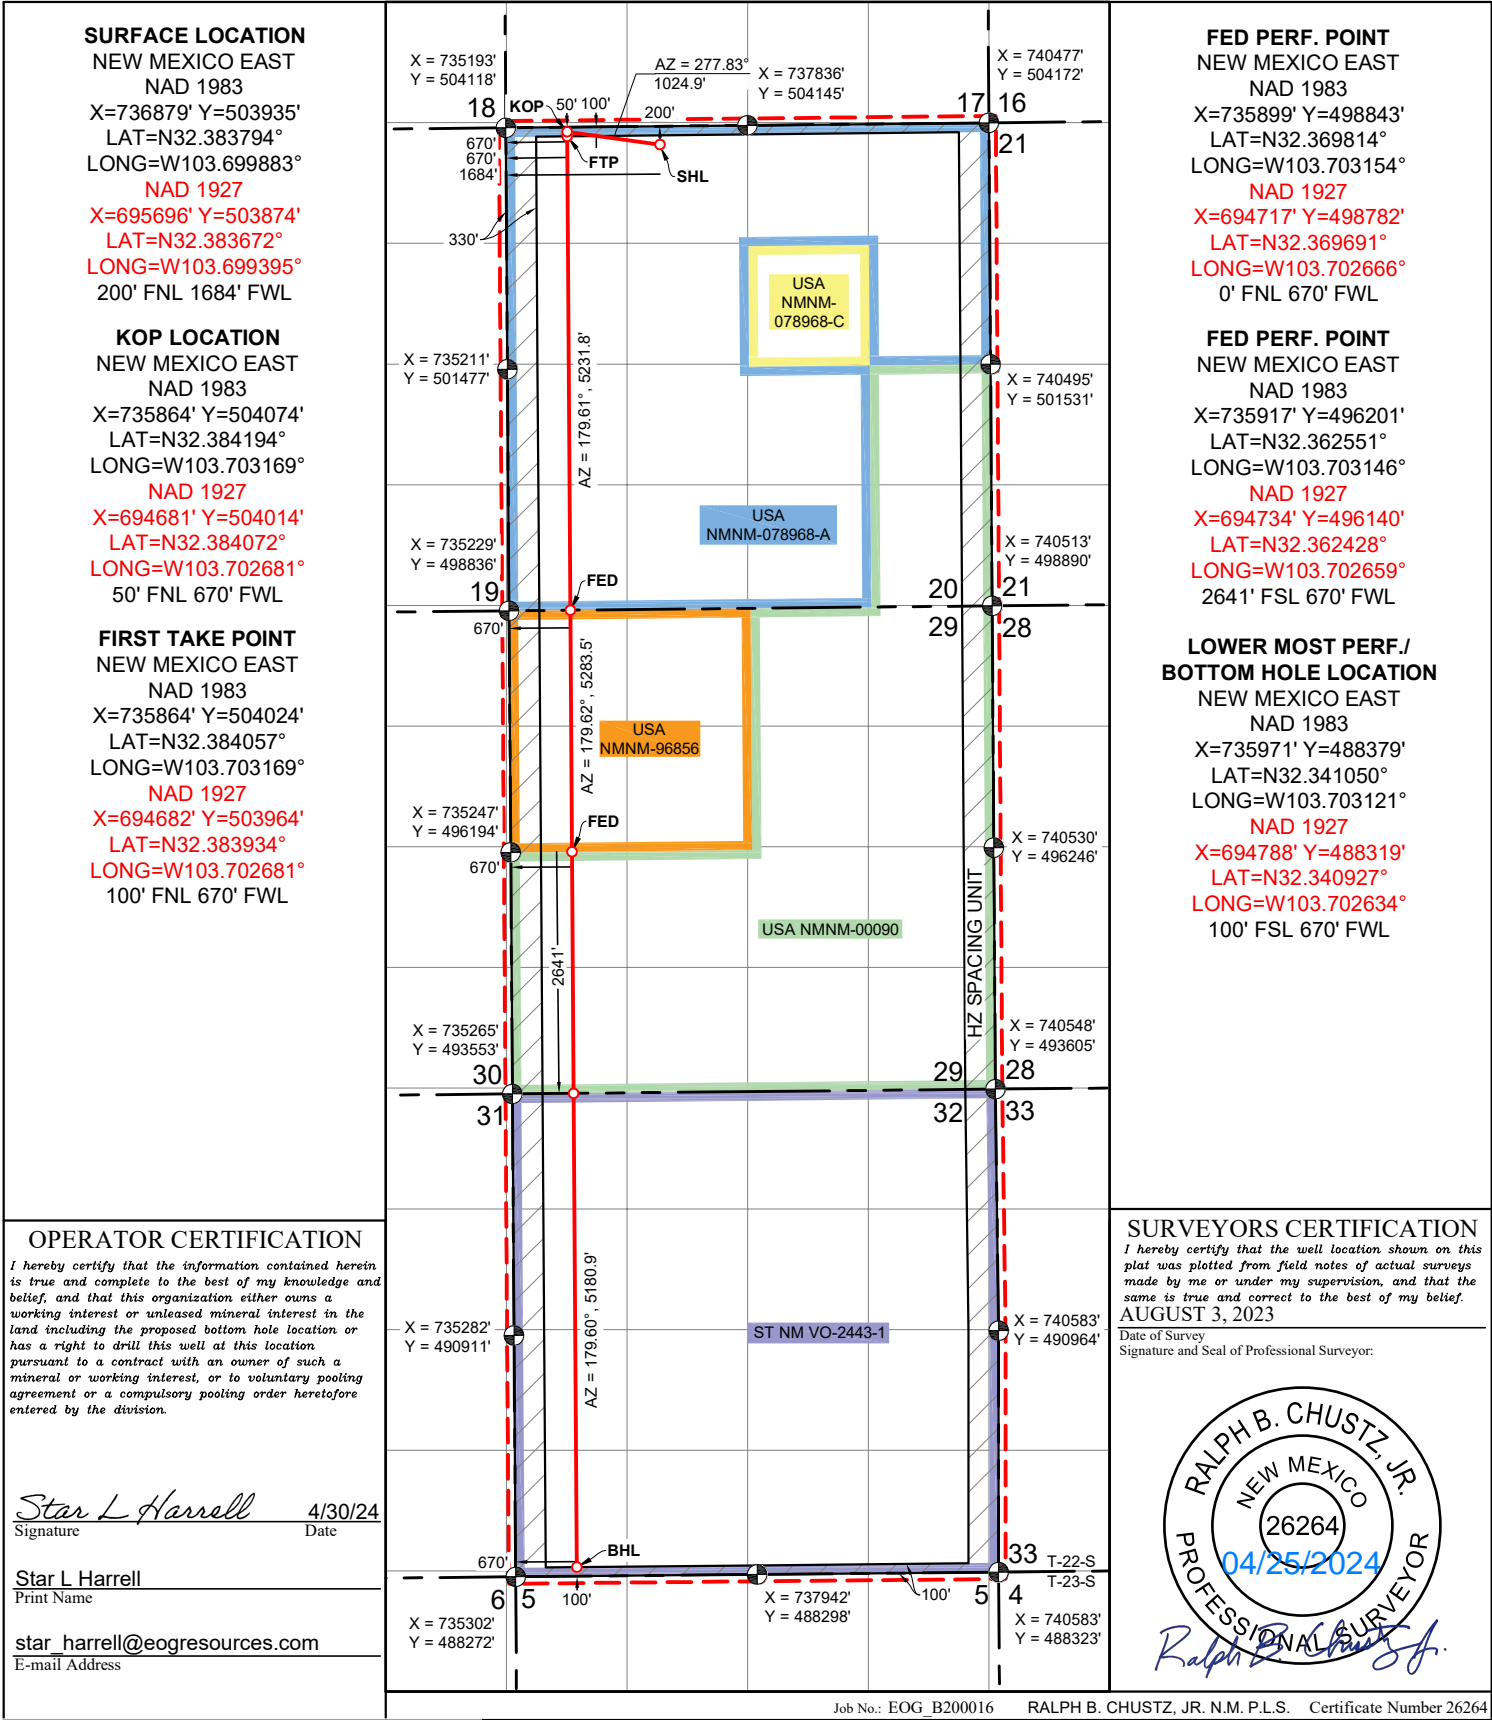 SURFACE LOCATION
NEW MEXICO EAST
NAD 1983
X=736879' Y=503935'
LAT=N32.383794°
LONG=W103.699883°
NAD 1927
X=695696' Y=503874'
LAT=N32.383672°
LONG=W103.699395°
200' FNL 1684' FWL
KOP LOCATION
NEW MEXICO EAST
NAD 1983
X=735864' Y=504074'
LAT=N32.384194°
LONG=W103.703169°
NAD 1927
X=694681' Y=504014'
LAT=N32.384072°
LONG=W103.702681°
50' FNL 670' FWL
FIRST TAKE POINT
NEW MEXICO EAST
NAD 1983
X=735864' Y=504024'
LAT=N32.384057°
LONG=W103.703169°
NAD 1927
X=694682' Y=503964'
LAT=N32.383934°
LONG=W103.702681°
100' FNL 670' FWL
OPERATOR CERTIFICATION
I hereby certify that the information contained herein
is true and complete to the best of my knowledge and
belief, and that this organization either owns a
working interest or unleased mineral interest in the
land including the proposed bottom hole location or
has a right to drill this well at this location
pursuant to a contract with an owner of such a
mineral or working interest, or to voluntary pooling
agreement or a compulsory pooling order heretofore
entered by the division.
Star L Harrell 4/30/24
Signature Date
Star L Harrell
Print Name
star_harrell@eogresources.com
E-mail Address
X = 735193'
Y = 504118'
AZ = 277.83°
1024.9'
X = 737836'
Y = 504145'
X = 740477'
Y = 504172'
18
KOP
50' 100'
200'
17 16
21
670'
670'
1684'
FTP
SHL
330'
USA
NMNM-
078968-C
X = 735211'
Y = 501477'
AZ = 179.61°, 5231.8'
X = 740495'
Y = 501531'
USA
NMNM-078968-A
X = 735229'
Y = 498836'
X = 740513'
Y = 498890'
19
FED
20 21
670'
29 28
AZ = 179.62°, 5283.5'
USA
NMNM-96856
X = 735247'
Y = 496194'
FED
X = 740530'
Y = 496246'
670'
USA NMNM-00090
2641'
HZ SPACING UNIT
X = 735265'
Y = 493553'
X = 740548'
Y = 493605'
30
29 28
31
32 33
AZ = 179.60°, 5180.9'
X = 735282'
Y = 490911'
ST NM VO-2443-1
X = 740583'
Y = 490964'
670'
BHL
33 T-22-S
T-23-S
6 5
100'
100'
5 4
X = 735302'
Y = 488272'
X = 737942'
Y = 488298'
X = 740583'
Y = 488323'
FED PERF. POINT
NEW MEXICO EAST
NAD 1983
X=735899' Y=498843'
LAT=N32.369814°
LONG=W103.703154°
NAD 1927
X=694717' Y=498782'
LAT=N32.369691°
LONG=W103.702666°
0' FNL 670' FWL
FED PERF. POINT
NEW MEXICO EAST
NAD 1983
X=735917' Y=496201'
LAT=N32.362551°
LONG=W103.703146°
NAD 1927
X=694734' Y=496140'
LAT=N32.362428°
LONG=W103.702659°
2641' FSL 670' FWL
LOWER MOST PERF./
BOTTOM HOLE LOCATION
NEW MEXICO EAST
NAD 1983
X=735971' Y=488379'
LAT=N32.341050°
LONG=W103.703121°
NAD 1927
X=694788' Y=488319'
LAT=N32.340927°
LONG=W103.702634°
100' FSL 670' FWL
SURVEYORS CERTIFICATION
I hereby certify that the well location shown on this
plat was plotted from field notes of actual surveys
made by me or under my supervision, and that the
same is true and correct to the best of my belief.
AUGUST 3, 2023
Date of Survey
Signature and Seal of Professional Surveyor:
RALPH B. CHUSTZ, JR.
NEW MEXICO
26264
04/25/2024
PROFESSIONAL SURVEYOR
Ralph B. Chustz Jr.
Job No.: EOG_B200016 RALPH B. CHUSTZ, JR. N.M. P.L.S. Certificate Number 26264